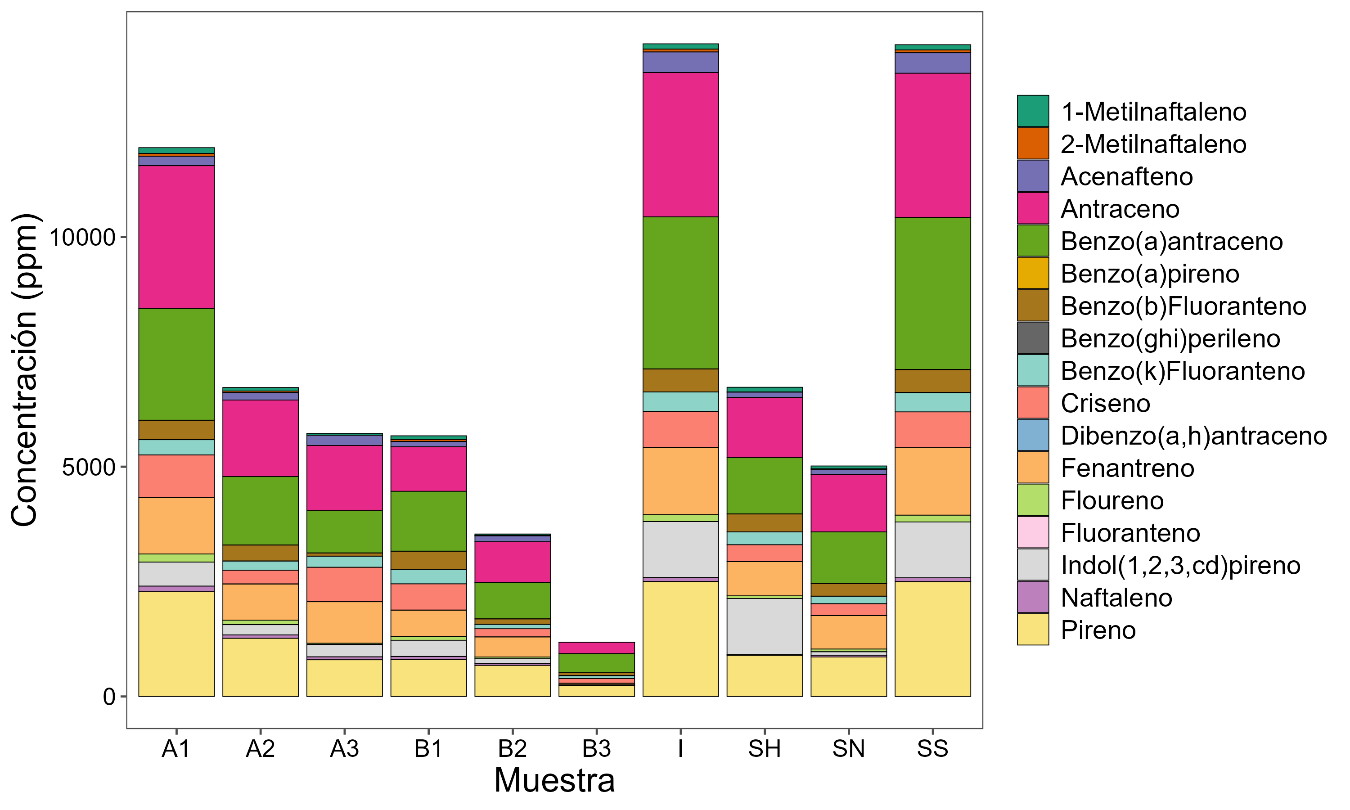 Concentración (ppm)
10000
5000
0
A1 A2 A3 B1 B2 B3 I SH SN SS
Muestra
1-Metilnaftaleno
2-Metilnaftaleno
Acenafteno
Antraceno
Benzo(a)antraceno
Benzo(a)pireno
Benzo(b)Fluoranteno
Benzo(ghi)perileno
Benzo(k)Fluoranteno
Criseno
Dibenzo(a,h)antraceno
Fenantreno
Floureno
Fluoranteno
Indol(1,2,3,cd)pireno
Naftaleno
Pireno